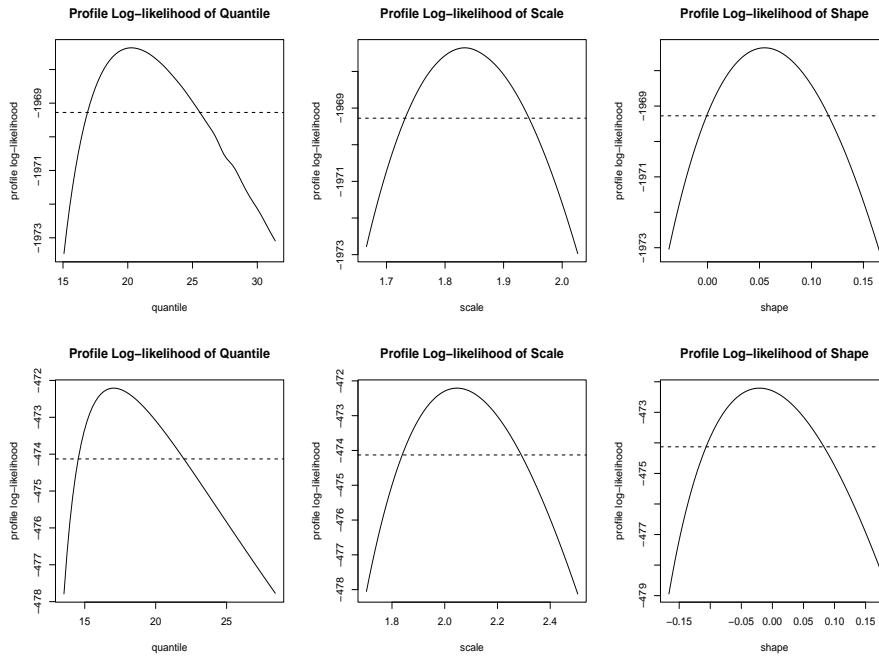 Profile Log−likelihood of Quantile
profile log−likelihood
−1973 −1971 −1969
15 20 25 30
quantile
Profile Log−likelihood of Scale
profile log−likelihood
−1973 −1971 −1969
1.7 1.8 1.9 2.0
scale
Profile Log−likelihood of Shape
profile log−likelihood
−1973 −1971 −1969
0.00 0.05 0.10 0.15
shape
Profile Log−likelihood of Quantile
profile log−likelihood
−478 −477 −476 −475 −474 −473 −472
15 20 25
quantile
Profile Log−likelihood of Scale
profile log−likelihood
−478 −477 −476 −475 −474 −473 −472
1.8 2.0 2.2 2.4
scale
Profile Log−likelihood of Shape
profile log−likelihood
−479 −477 −475 −473
−0.15 −0.05 0.00 0.05 0.10 0.15
shape